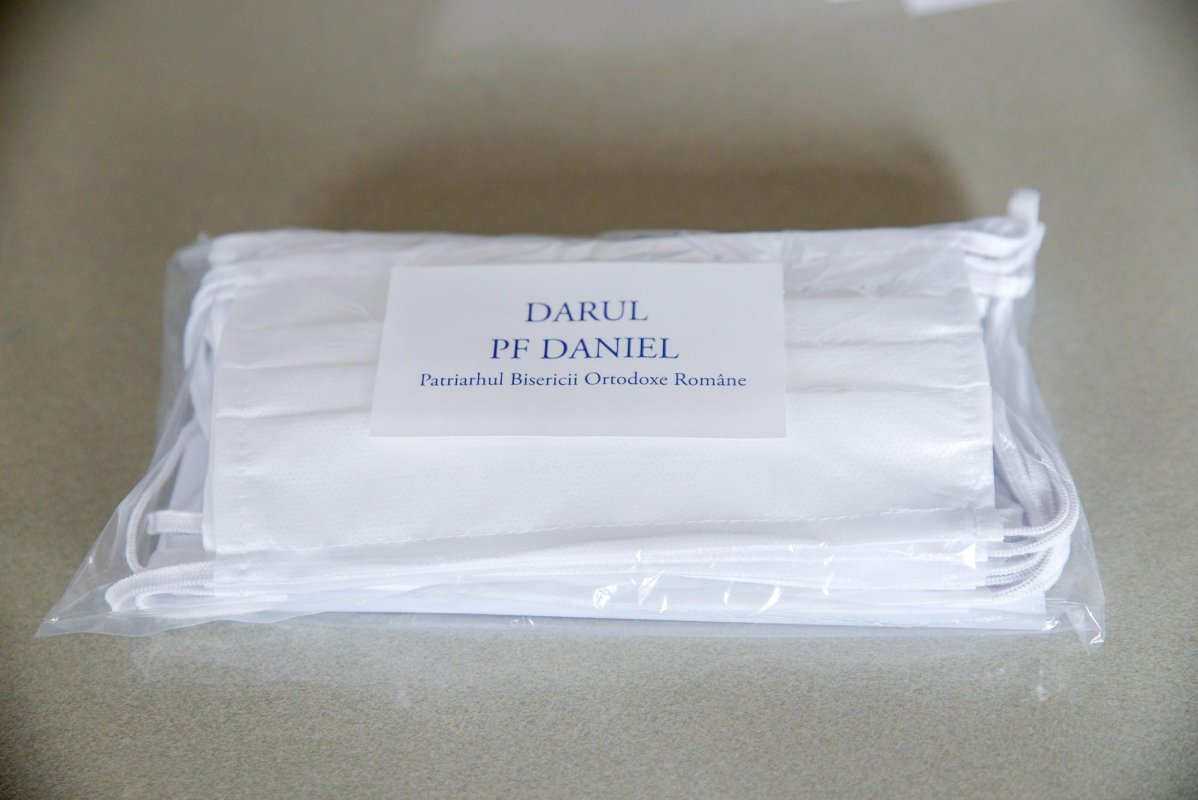 DARUL
PF DANIEL
Patriarhul Bisericii Ortodoxe Române